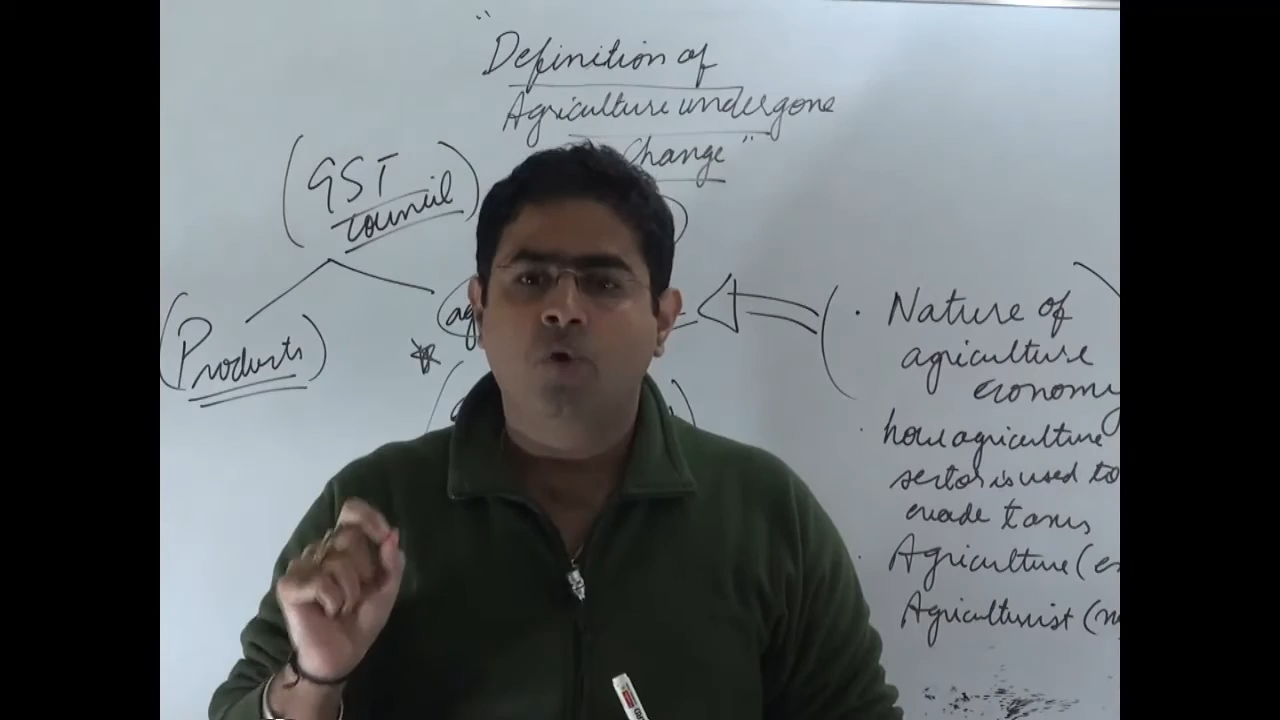 "Definition of
Agriculture undergone
Change"
(GST
council)
(Products)
ag
• Nature of
agriculture
economy
• how agriculture
sector is used to
evade taxes
• Agriculture (
Agriculturist (